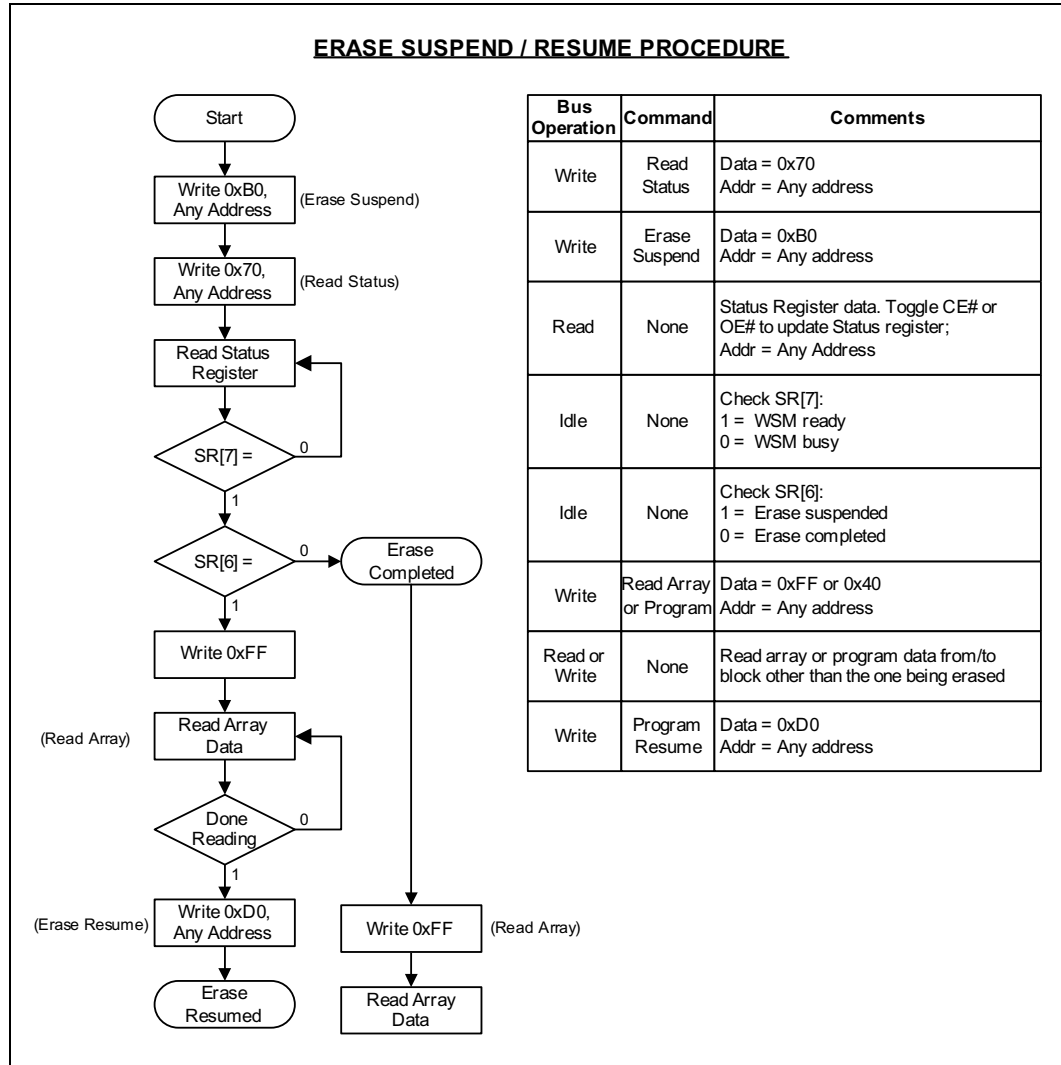 ERASE SUSPEND / RESUME PROCEDURE
Start
Write 0xB0,
Any Address
(Erase Suspend)
Write 0x70,
Any Address
(Read Status)
Read Status
Register
SR[7] =
0
1
SR[6] =
0
Erase
Completed
1
Write 0xFF
(Read Array)
Read Array
Data
Done
Reading
0
1
(Erase Resume)
Write 0xD0,
Any Address
Erase
Resumed
Write 0xFF
(Read Array)
Read Array
Data
Bus
Operation
Command
Comments
Write
Read
Status
Data = 0x70
Addr = Any address
Write
Erase
Suspend
Data = 0xB0
Addr = Any address
Read
None
Status Register data. Toggle CE# or
OE# to update Status register;
Addr = Any Address
Idle
None
Check SR[7]:
1 = WSM ready
0 = WSM busy
Idle
None
Check SR[6]:
1 = Erase suspended
0 = Erase completed
Write
Read Array
or Program
Data = 0xFF or 0x40
Addr = Any address
Read or
Write
None
Read array or program data from/to
block other than the one being erased
Write
Program
Resume
Data = 0xD0
Addr = Any address